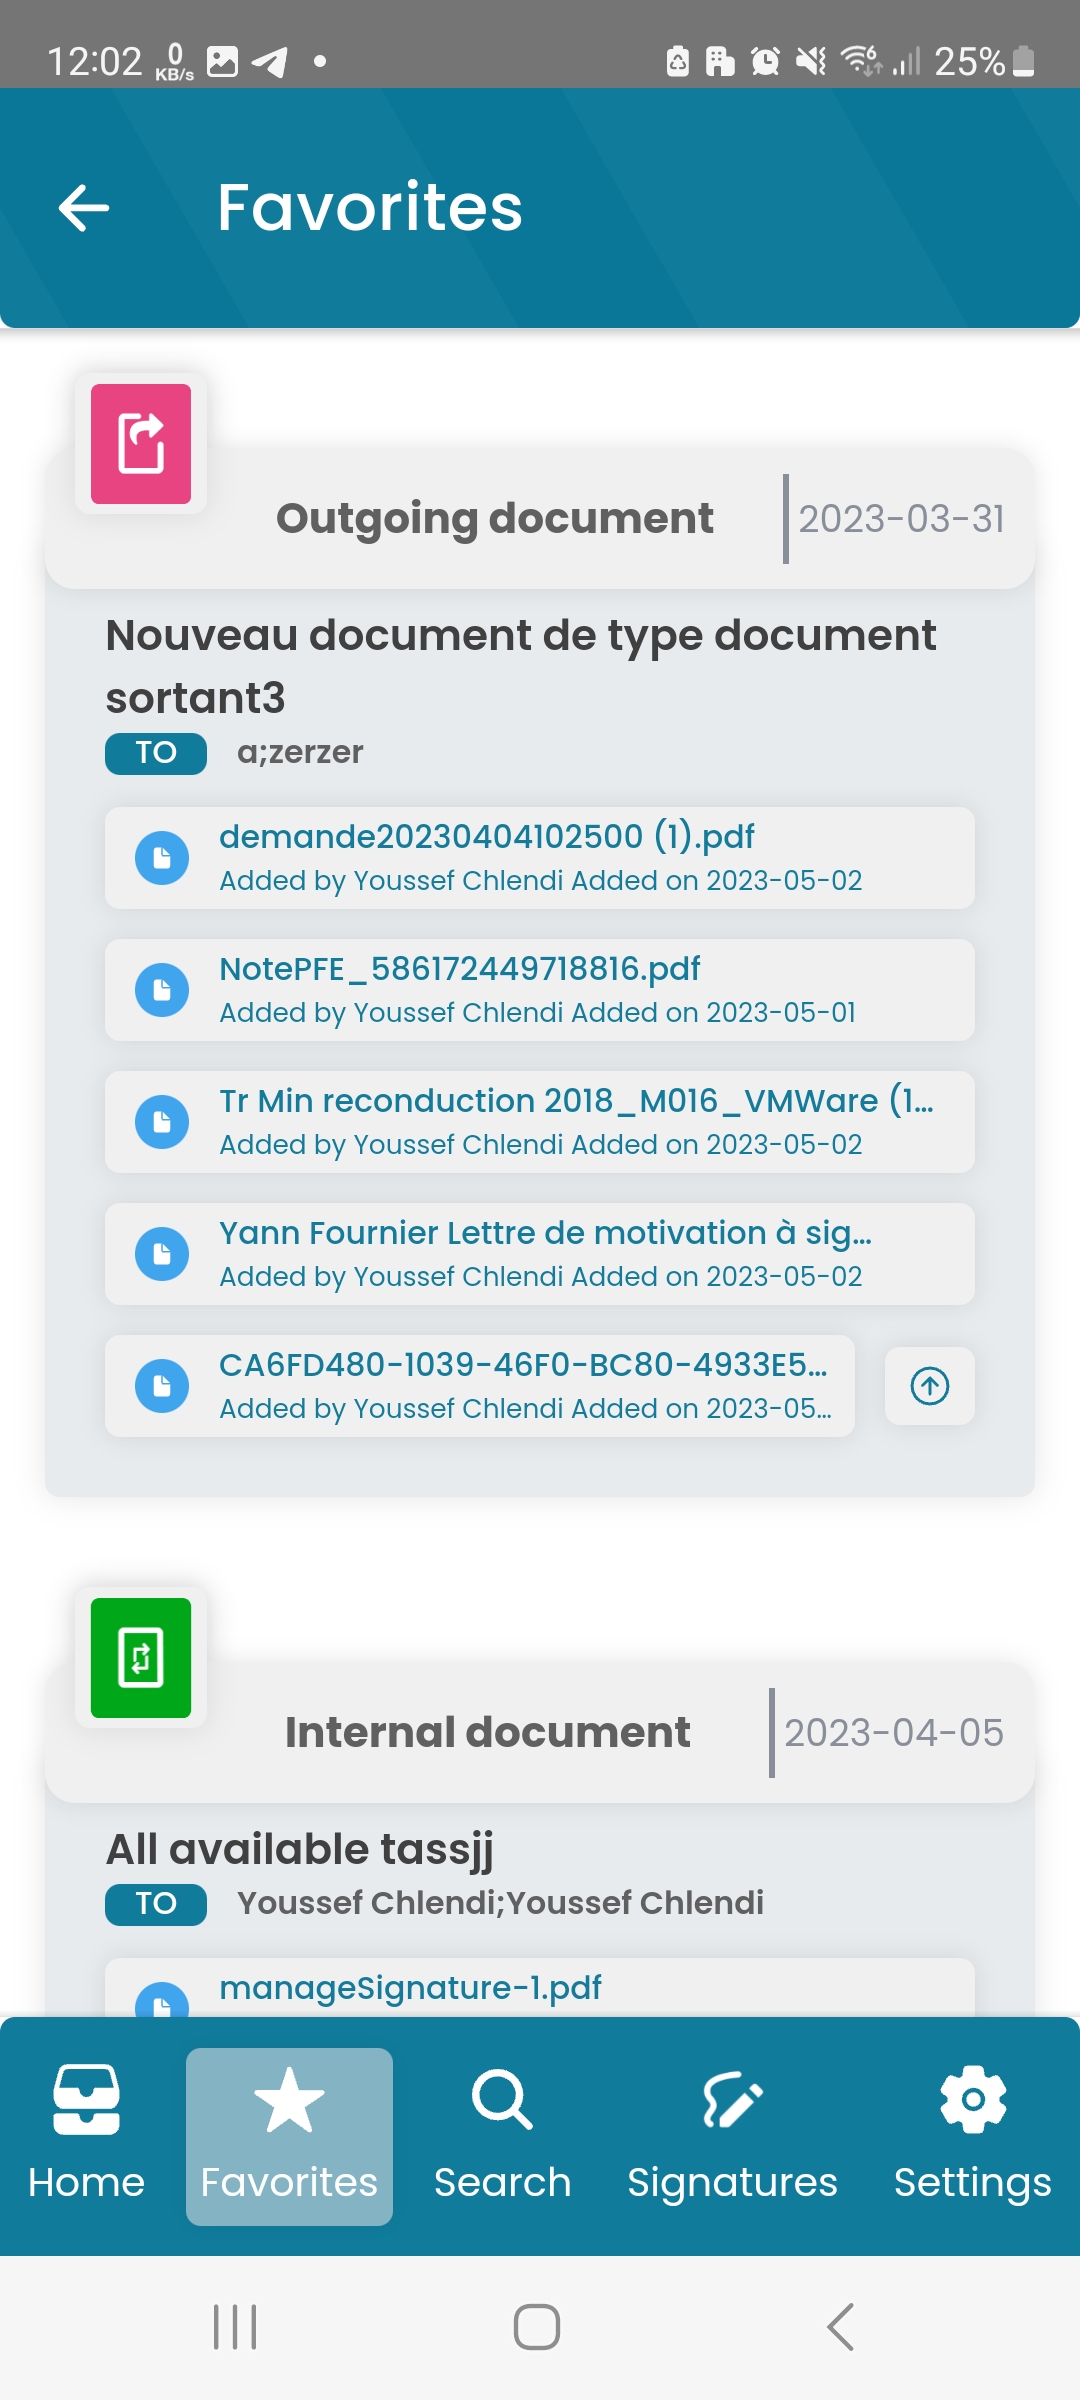 12:02
0
KB/s
25%
Favorites
Outgoing document
2023-03-31
Nouveau document de type document
sortant3
TO
a;zerzer
demande20230404102500 (1).pdf
Added by Youssef Chlendi Added on 2023-05-02
NotePFE_586172449718816.pdf
Added by Youssef Chlendi Added on 2023-05-01
Tr Min reconduction 2018_M016_VMWare (1...
Added by Youssef Chlendi Added on 2023-05-02
Yann Fournier Lettre de motivation à sig...
Added by Youssef Chlendi Added on 2023-05-02
CA6FD480-1039-46F0-BC80-4933E5...
Added by Youssef Chlendi Added on 2023-05...
Internal document
2023-04-05
All available tassjj
TO
Youssef Chlendi;Youssef Chlendi
manageSignature-1.pdf
Home
Favorites
Search
Signatures
Settings